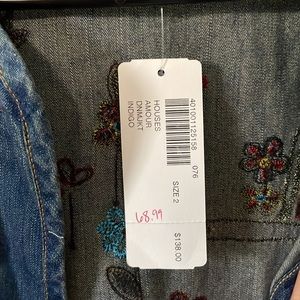 401001125158 076
SIZE 2
$138.00
HOUSES
AMOUR
DNMJKT
INDIGO
68.99